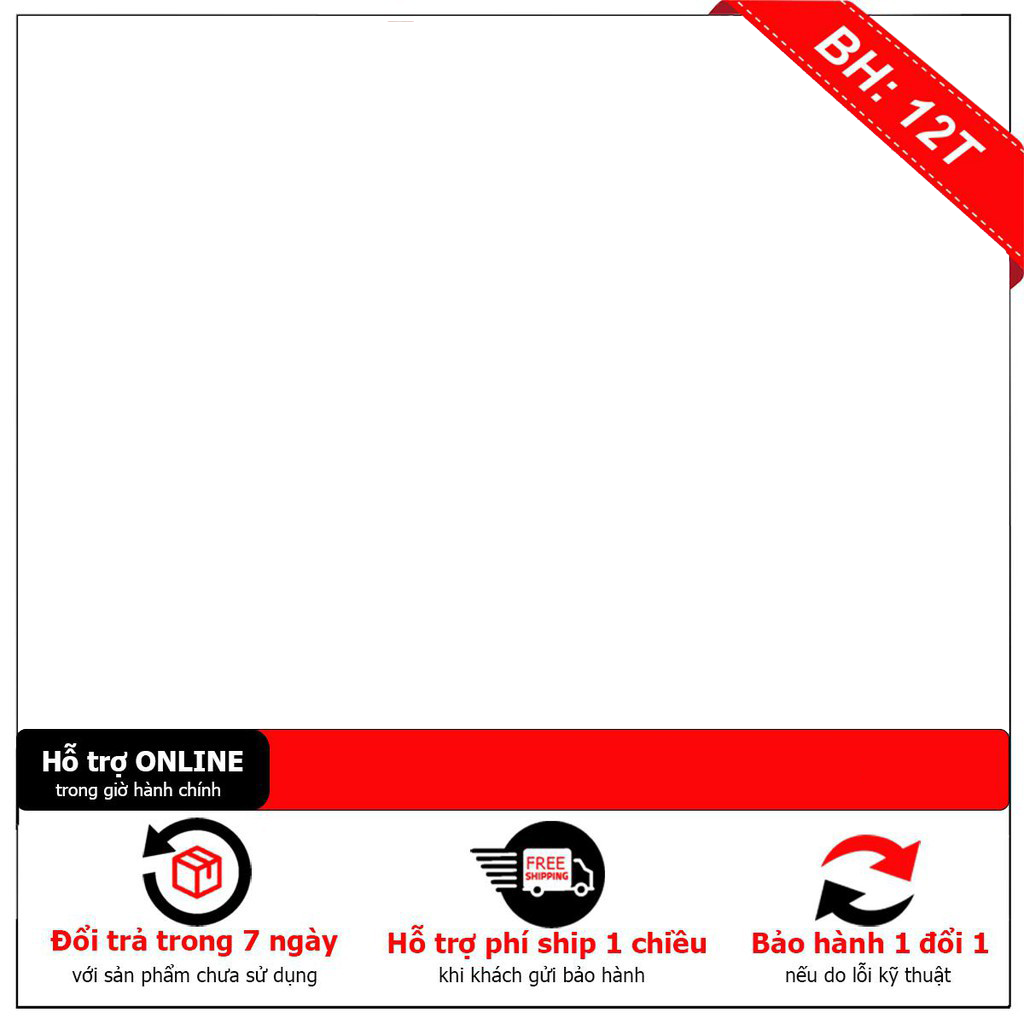 BH: 12T
Hỗ trợ ONLINE
trong giờ hành chính
FREE
SHIPPING
Đổi trả trong 7 ngày
với sản phẩm chưa sử dụng
Hỗ trợ phí ship 1 chiều
khi khách gửi bảo hành
Bảo hành 1 đổi 1
nếu do lỗi kỹ thuật